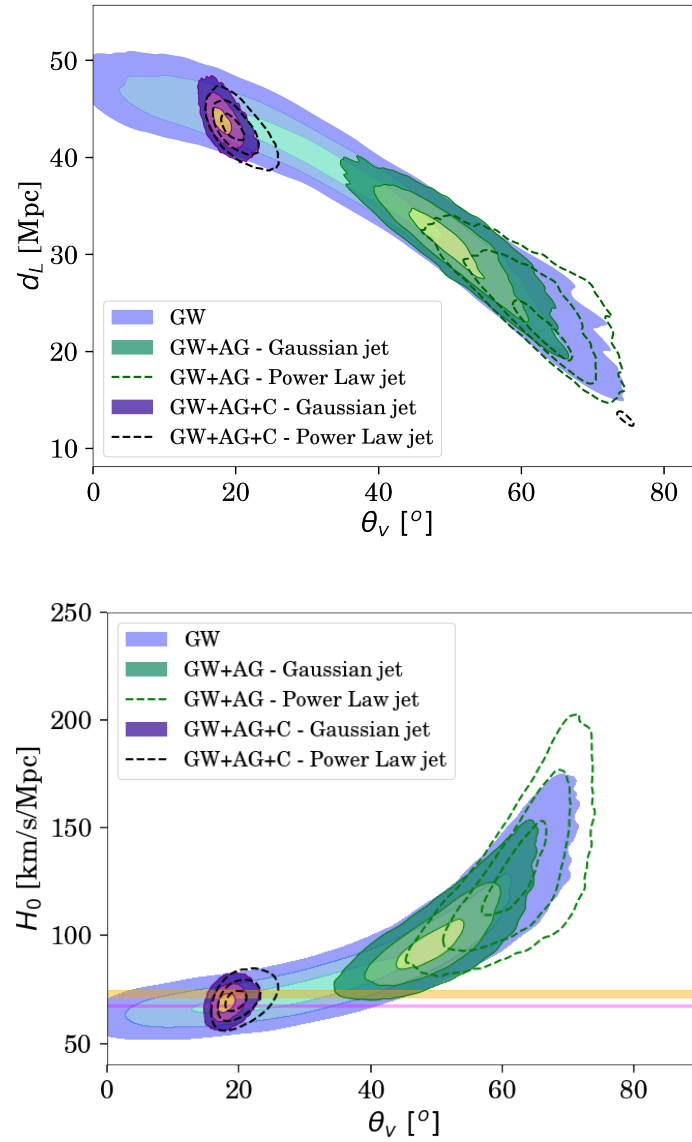 50
40
30
20
10
d_L [Mpc]
GW
GW+AG - Gaussian jet
GW+AG - Power Law jet
GW+AG+C - Gaussian jet
GW+AG+C - Power Law jet
0 20 40 60 80
θ_v [°]
250
200
150
100
50
H_0 [km/s/Mpc]
GW
GW+AG - Gaussian jet
GW+AG - Power Law jet
GW+AG+C - Gaussian jet
GW+AG+C - Power Law jet
0 20 40 60 80
θ_v [°]